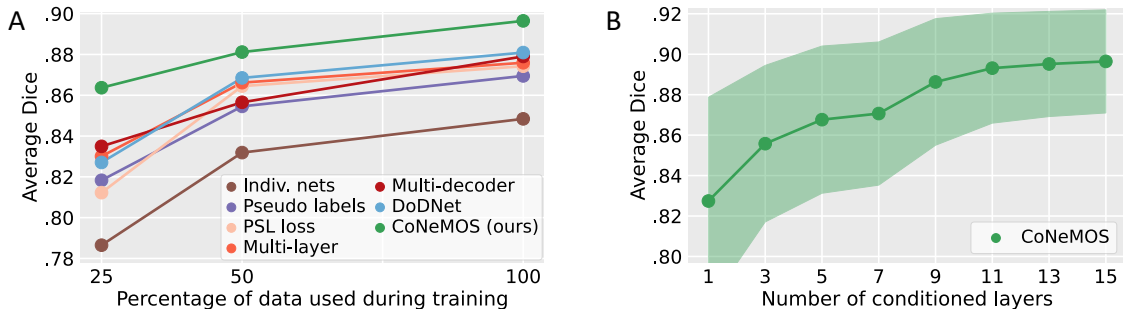 A
.90
.88
.86
.84
.82
.80
.78
Average Dice
25
50
100
Percentage of data used during training
Indiv. nets
Pseudo labels
PSL loss
Multi-layer
Multi-decoder
DoDNet
CoNeMOS (ours)
B
.92
.90
.88
.86
.84
.82
.80
Average Dice
1 3 5 7 9 11 13 15
Number of conditioned layers
CoNeMOS